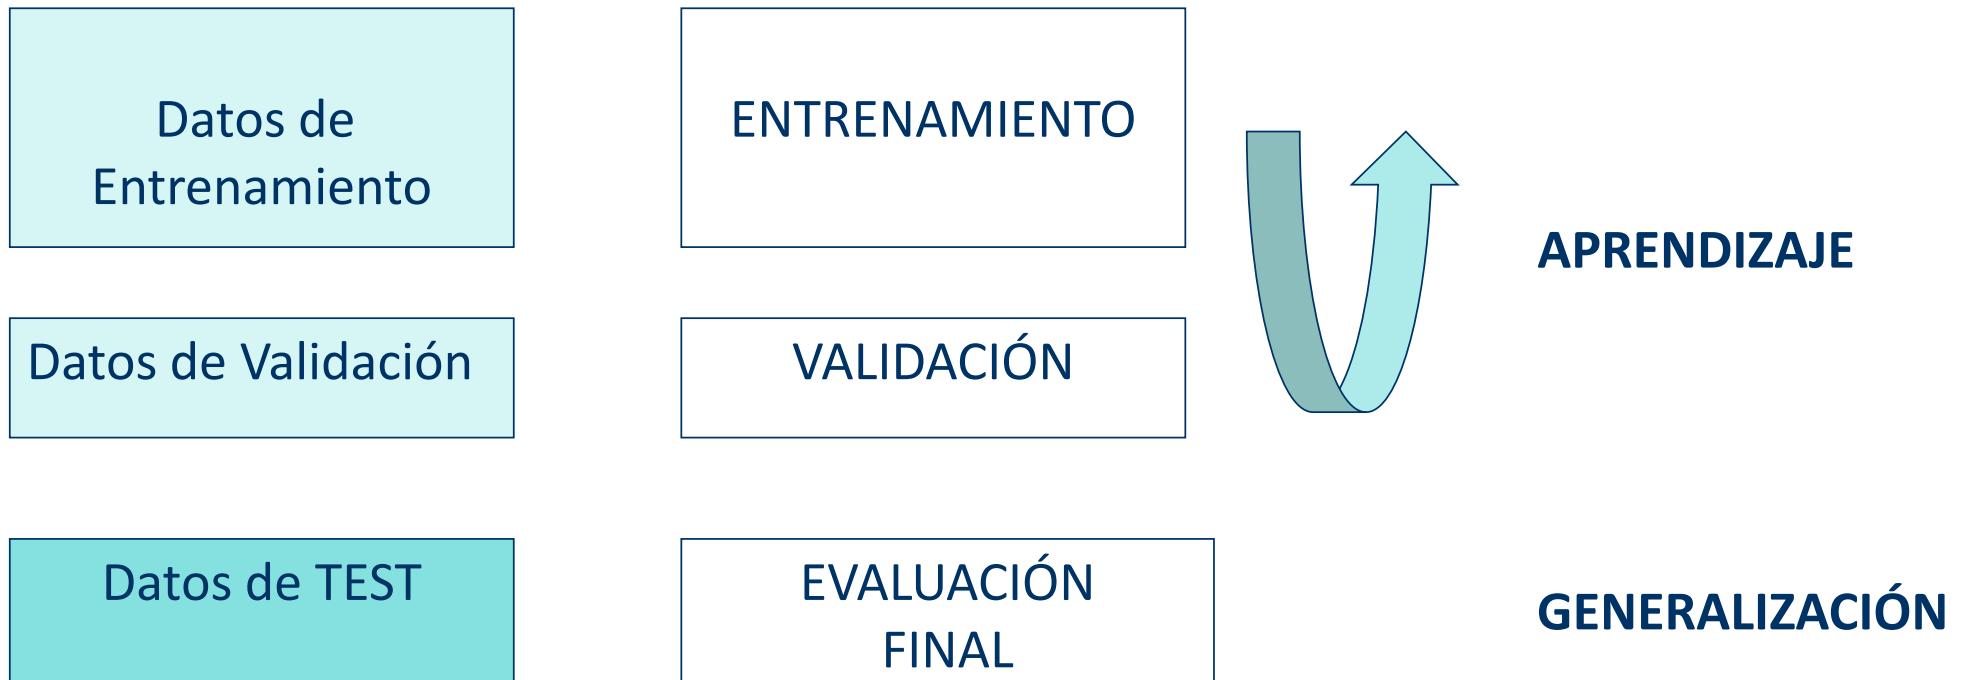 Datos de
Entrenamiento
ENTRENAMIENTO
APRENDIZAJE
Datos de Validación
VALIDACIÓN
Datos de TEST
EVALUACIÓN
FINAL
GENERALIZACIÓN